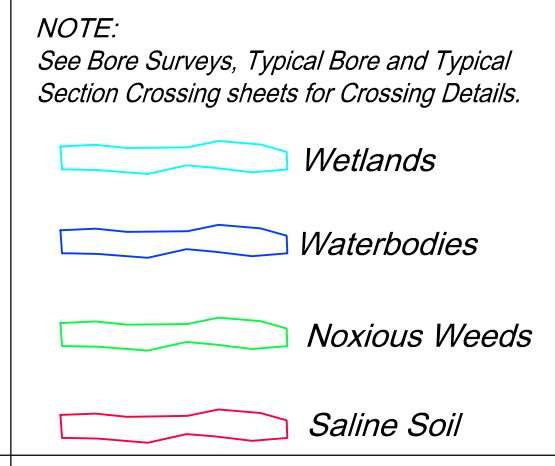 NOTE:
See Bore Surveys, Typical Bore and Typical
Section Crossing sheets for Crossing Details.
Wetlands
Waterbodies
Noxious Weeds
Saline Soil